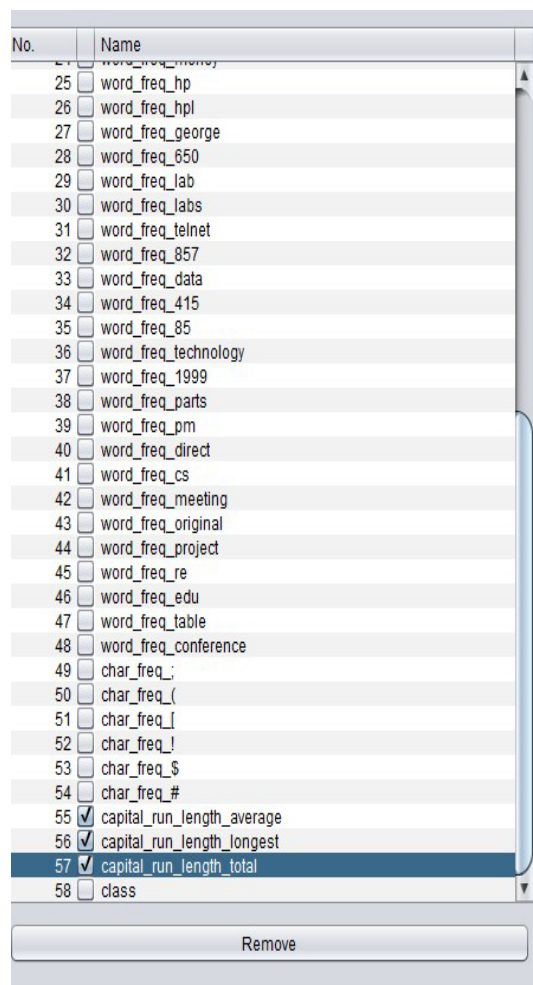 No. Name
25 word_freq_hp
26 word_freq_hpl
27 word_freq_george
28 word_freq_650
29 word_freq_lab
30 word_freq_labs
31 word_freq_telnet
32 word_freq_857
33 word_freq_data
34 word_freq_415
35 word_freq_85
36 word_freq_technology
37 word_freq_1999
38 word_freq_parts
39 word_freq_pm
40 word_freq_direct
41 word_freq_cs
42 word_freq_meeting
43 word_freq_original
44 word_freq_project
45 word_freq_re
46 word_freq_edu
47 word_freq_table
48 word_freq_conference
49 char_freq_;
50 char_freq_(
51 char_freq_[
52 char_freq_!
53 char_freq_$
54 char_freq_#
55 capital_run_length_average
56 capital_run_length_longest
57 capital_run_length_total
58 class
Remove